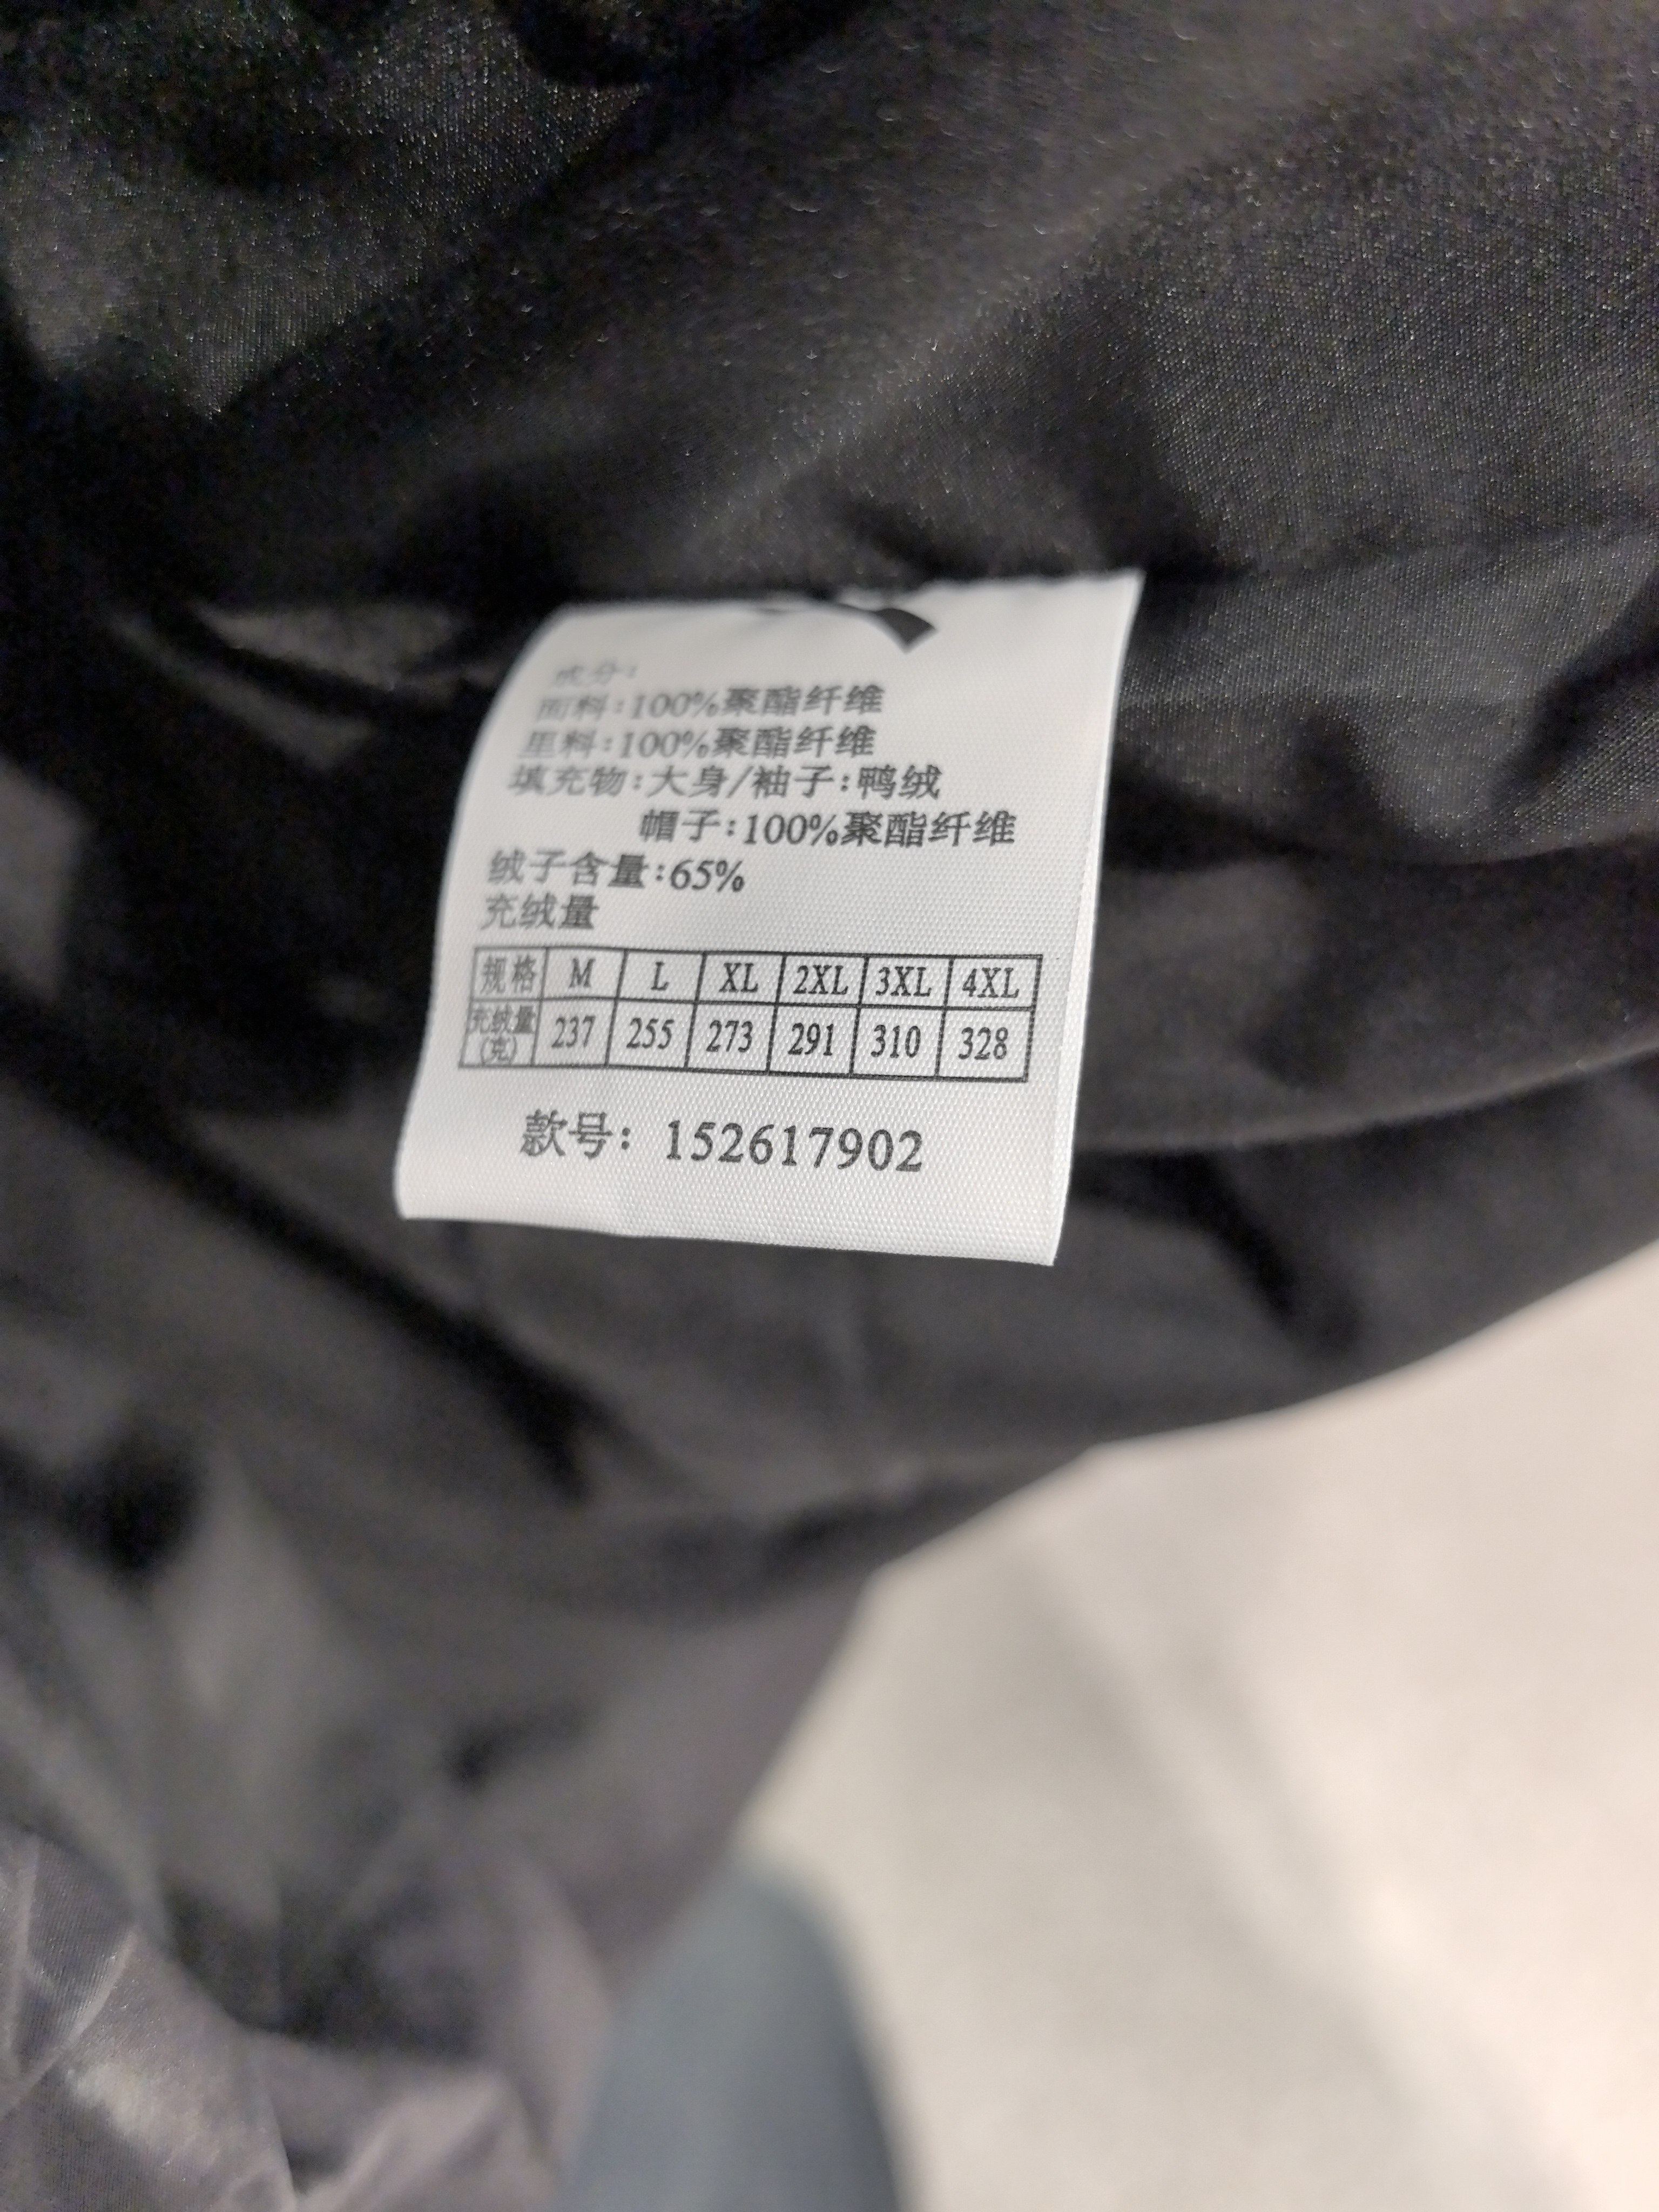 成分:
面料:100%聚酯纤维
里料:100%聚酯纤维
填充物:大身/袖子:鸭绒
帽子:100%聚酯纤维
绒子含量:65%
充绒量
规格 M L XL 2XL 3XL 4XL
充绒量(克) 237 255 273 291 310 328
款号: 152617902